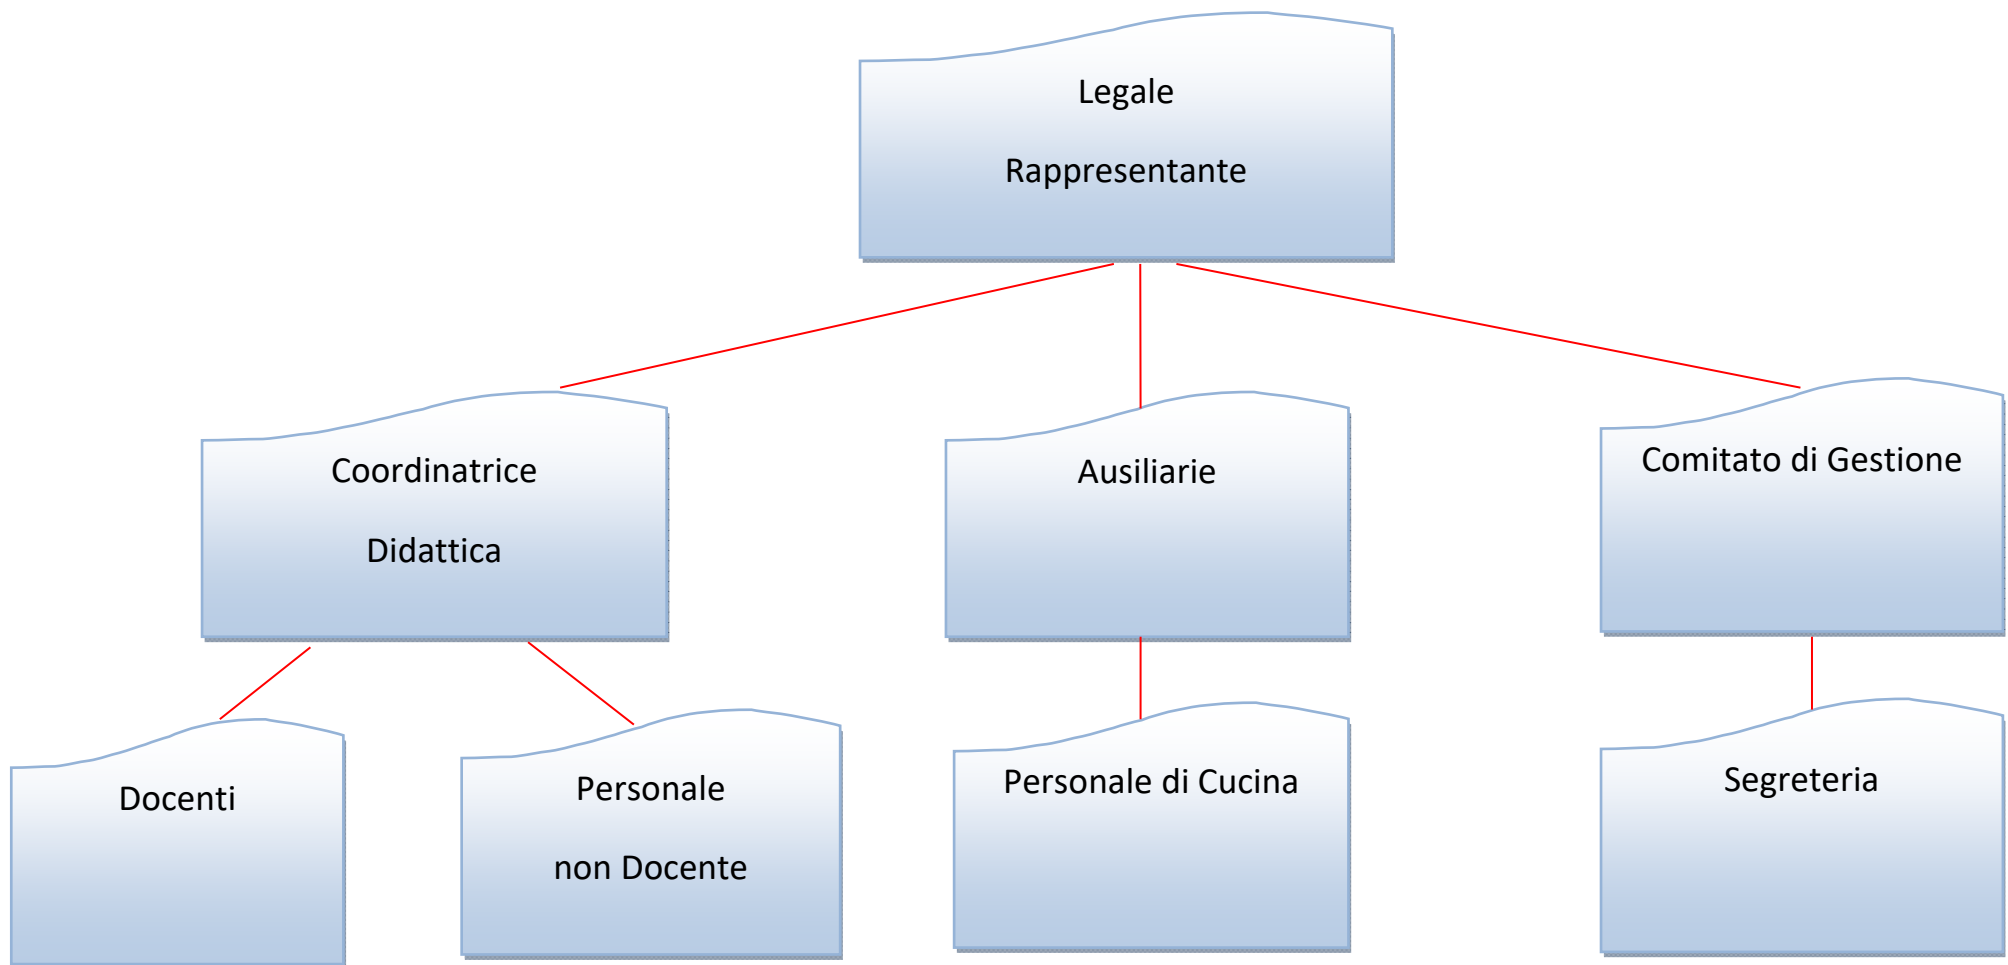 Legale
Rappresentante
Coordinatrice
Didattica
Ausiliarie
Comitato di Gestione
Docenti
Personale
non Docente
Personale di Cucina
Segreteria